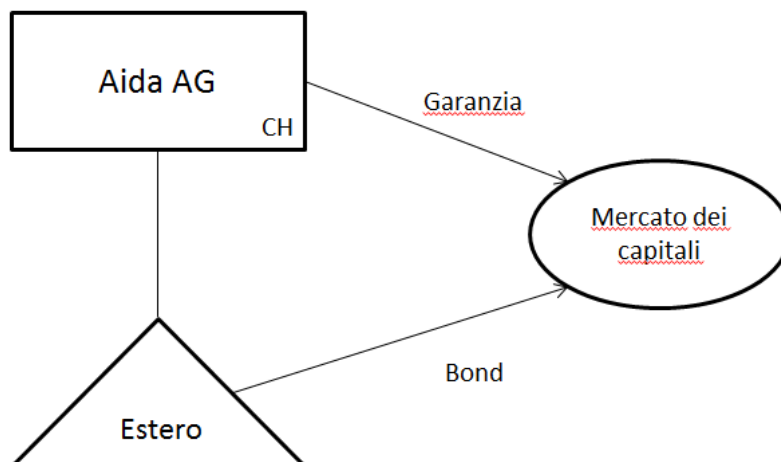 Aida AG
CH
Garanzia
Mercato dei
capitali
Bond
Estero